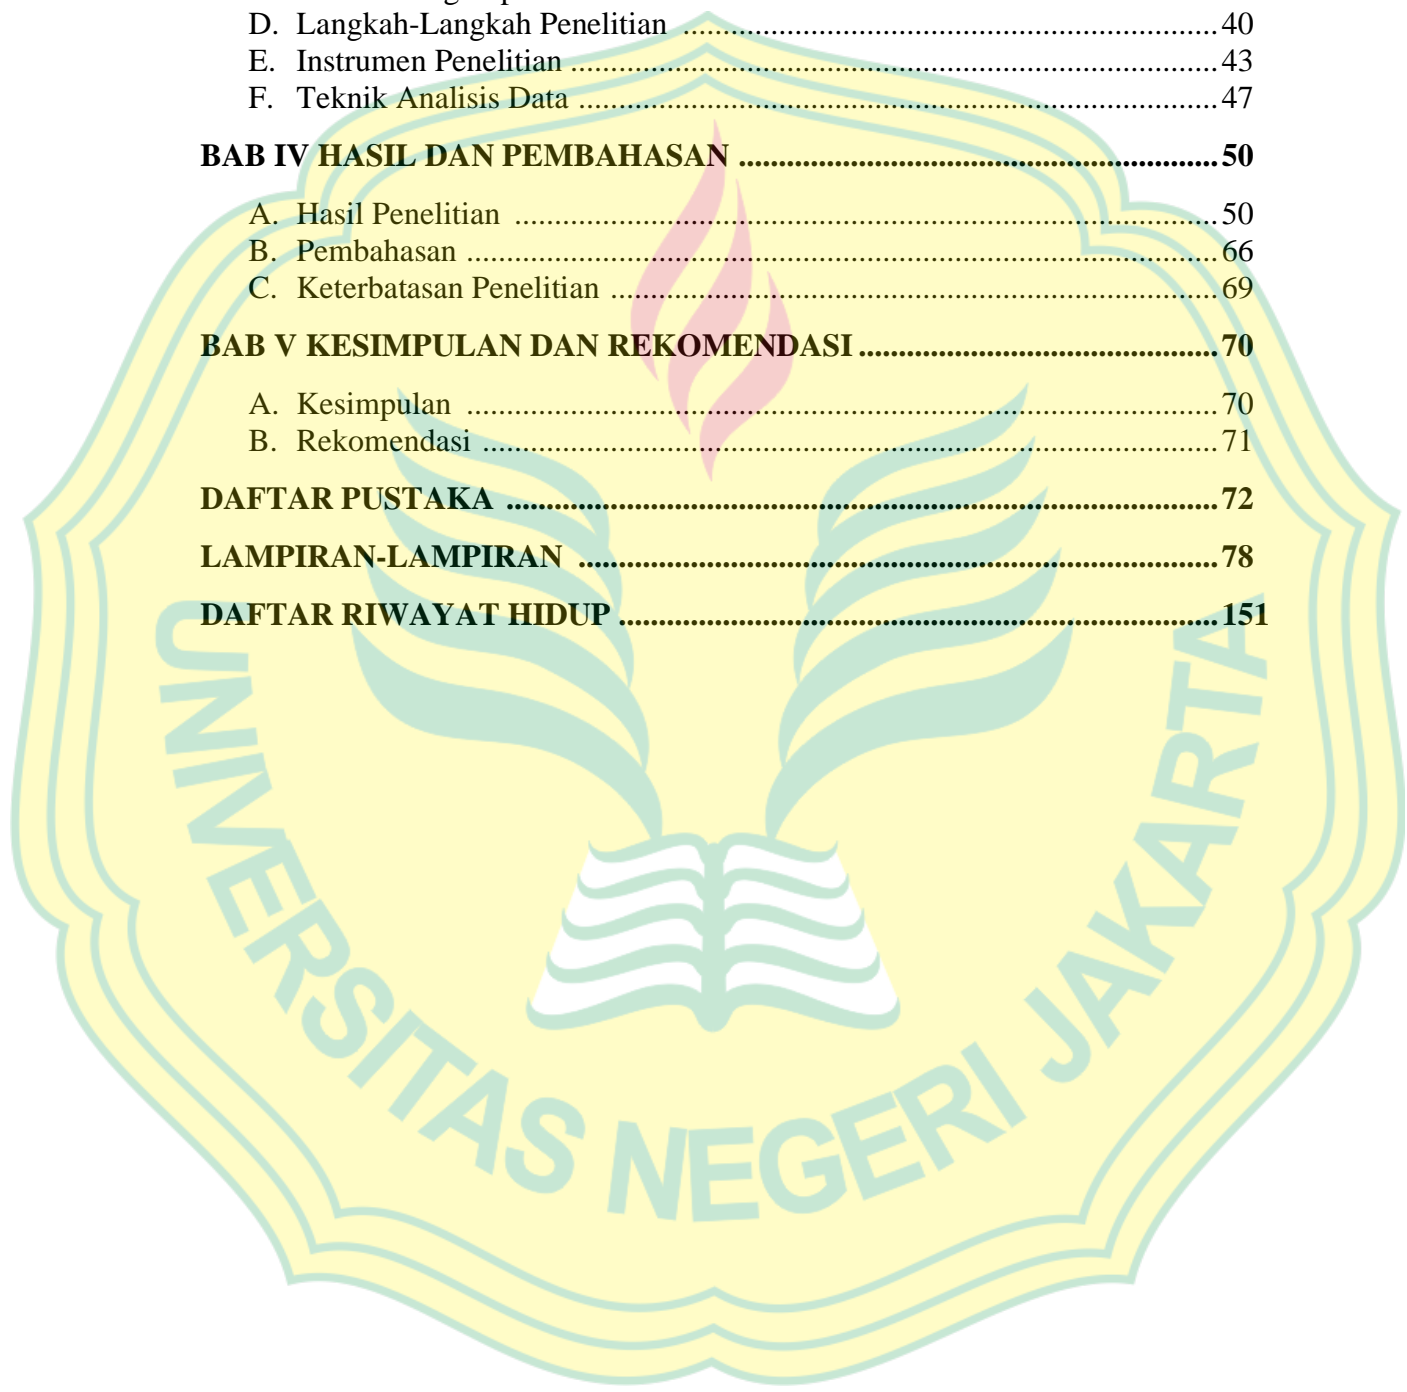 D. Langkah-Langkah Penelitian ........................................................................ 40
E. Instrumen Penelitian ........................................................................ 43
F. Teknik Analisis Data ........................................................................ 47
BAB IV HASIL DAN PEMBAHASAN ........................................................................ 50
A. Hasil Penelitian ........................................................................ 50
B. Pembahasan ........................................................................ 66
C. Keterbatasan Penelitian ........................................................................ 69
BAB V KESIMPULAN DAN REKOMENDASI ........................................................................ 70
A. Kesimpulan ........................................................................ 70
B. Rekomendasi ........................................................................ 71
DAFTAR PUSTAKA ........................................................................ 72
LAMPIRAN-LAMPIRAN ........................................................................ 78
DAFTAR RIWAYAT HIDUP ........................................................................ 151
UNIVERSITAS NEGERI JAKARTA